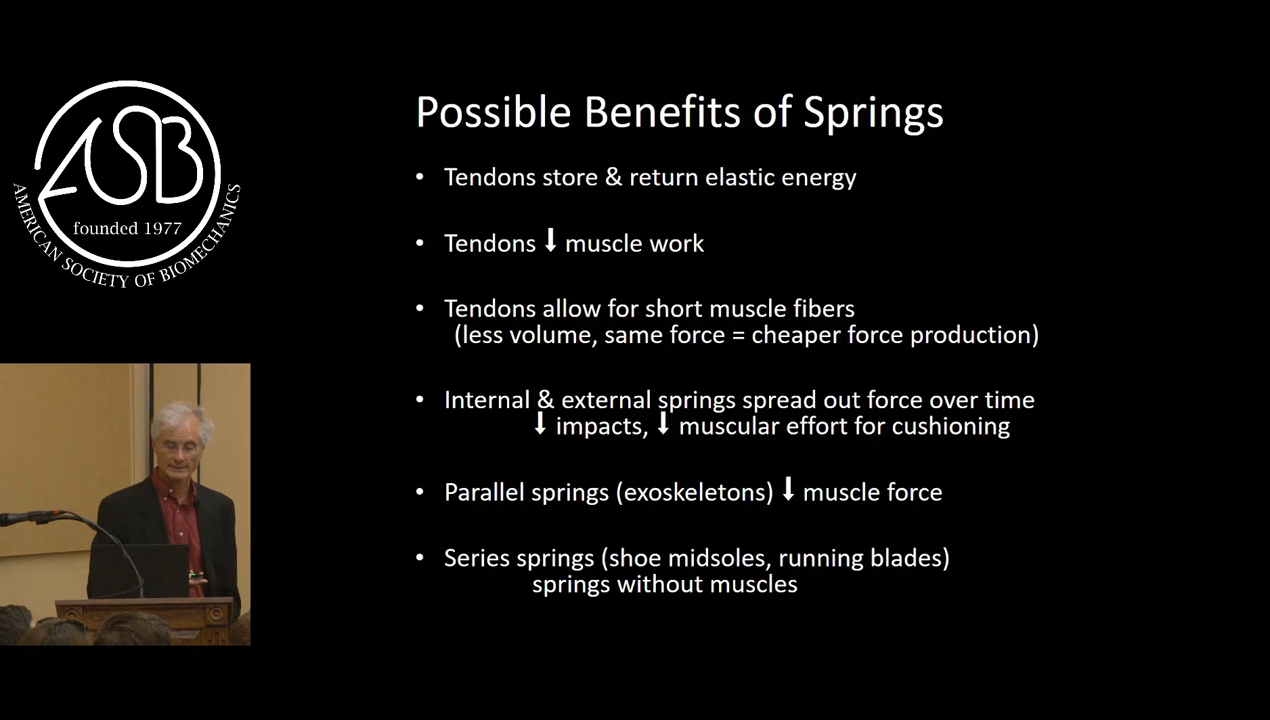 ASB
founded 1977
AMERICAN SOCIETY OF BIOMECHANICS
Possible Benefits of Springs
• Tendons store & return elastic energy
• Tendons ⬇ muscle work
• Tendons allow for short muscle fibers
(less volume, same force = cheaper force production)
• Internal & external springs spread out force over time
⬇ impacts, ⬇ muscular effort for cushioning
• Parallel springs (exoskeletons) ⬇ muscle force
• Series springs (shoe midsoles, running blades)
springs without muscles